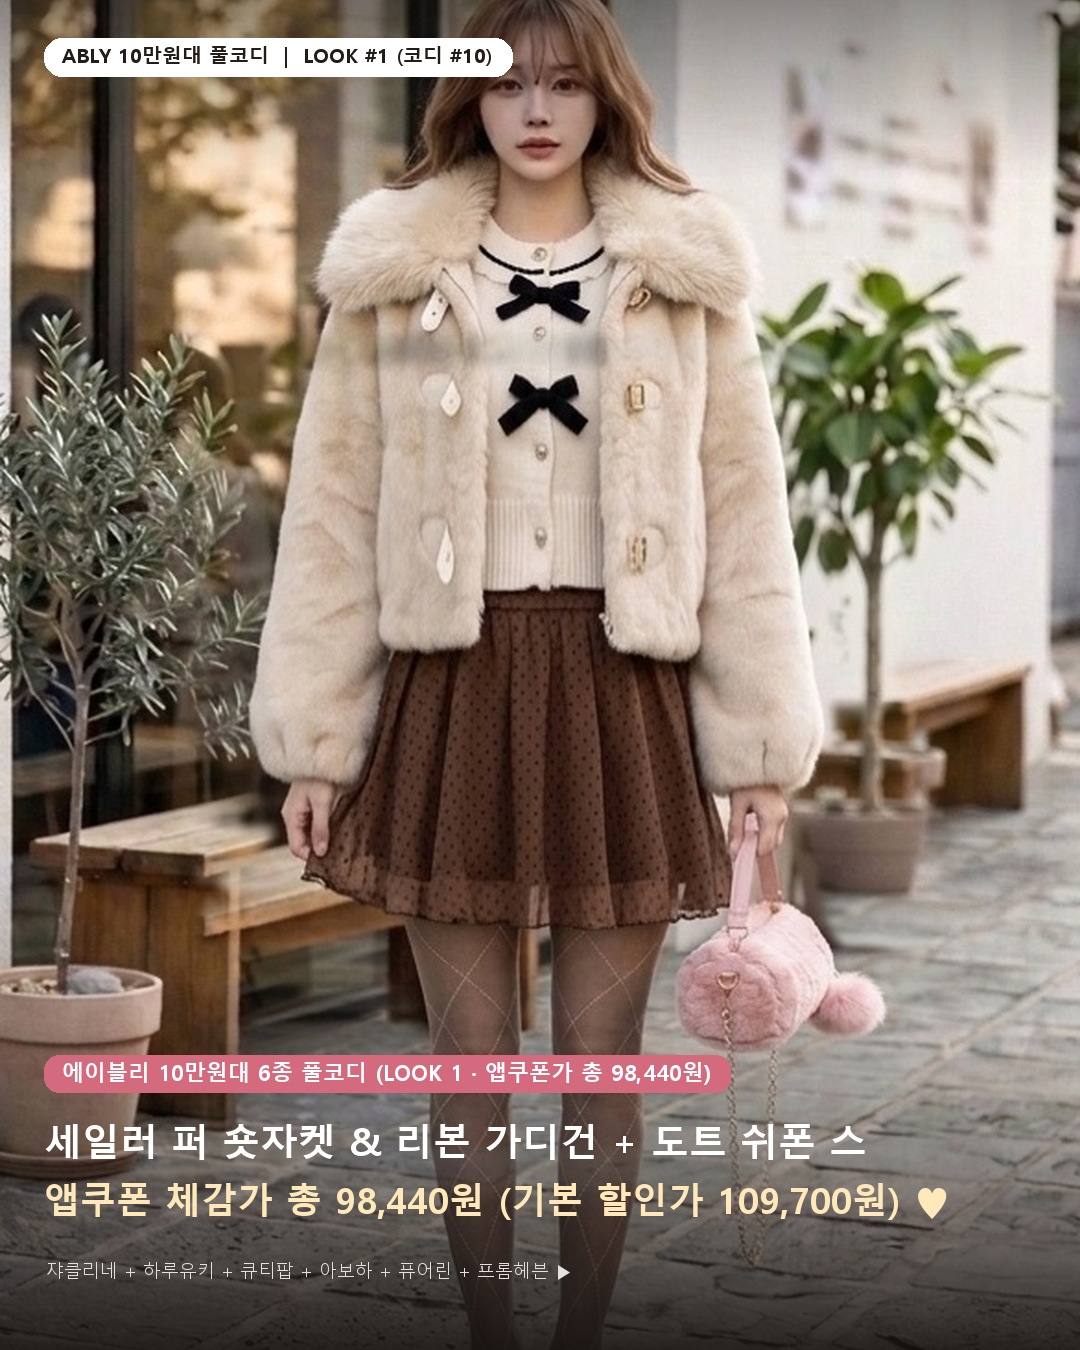 ABLY 10만원대 풀코디 | LOOK #1 (코디 #10)
에이블리 10만원대 6종 풀코디 (LOOK 1 · 앱쿠폰가 총 98,440원)
세일러 퍼 숏자켓 & 리본 가디건 + 도트 쉬폰 스
앱쿠폰 체감가 총 98,440원 (기본 할인가 109,700원) ♥
쟈클리네 + 하루유키 + 큐티팝 + 아보하 + 퓨어린 + 프롬헤븐 ▶